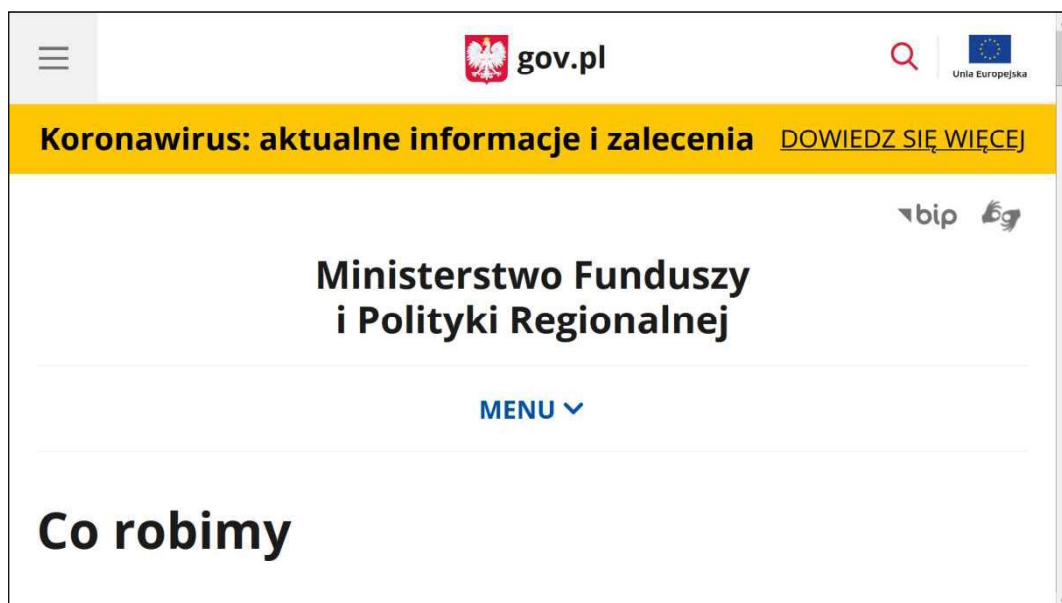 gov.pl
Unia Europejska
Koronawirus: aktualne informacje i zalecenia DOWIEDZ SIĘ WIĘCEJ
bip
Ministerstwo Funduszy
i Polityki Regionalnej
MENU
Co robimy